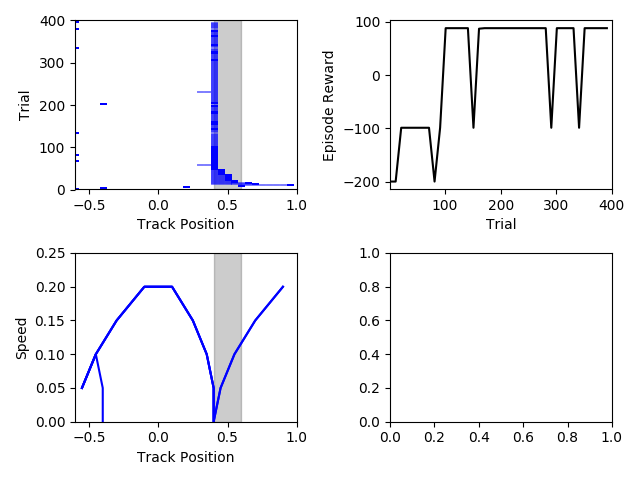 400
300
200
100
0
Trial
−0.5 0.0 0.5 1.0
Track Position
100
0
−100
−200
Episode Reward
100 200 300 400
Trial
0.25
0.20
0.15
0.10
0.05
0.00
Speed
−0.5 0.0 0.5 1.0
Track Position
1.0
0.8
0.6
0.4
0.2
0.0
0.0 0.2 0.4 0.6 0.8 1.0